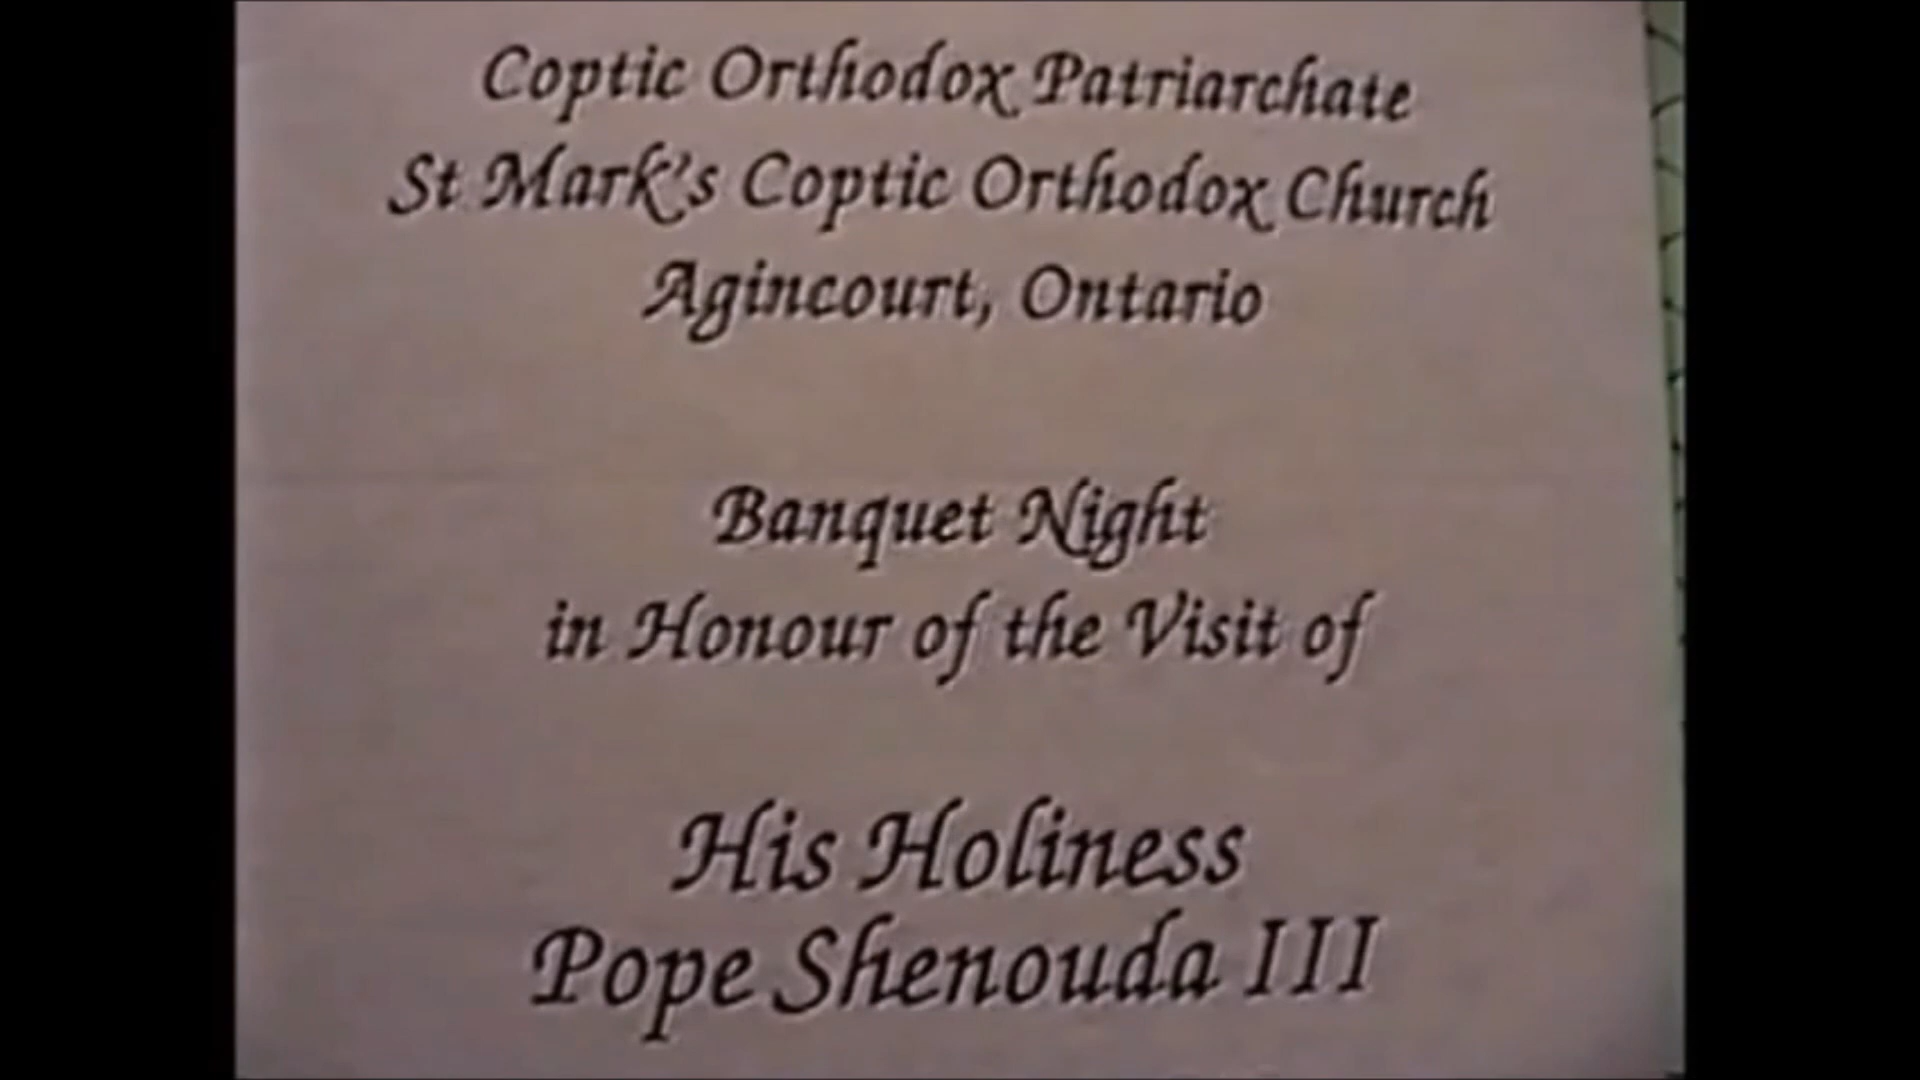 Coptic Orthodox Patriarchate
St Mark's Coptic Orthodox Church
Agincourt, Ontario
Banquet Night
in Honour of the Visit of
His Holiness
Pope Shenouda III